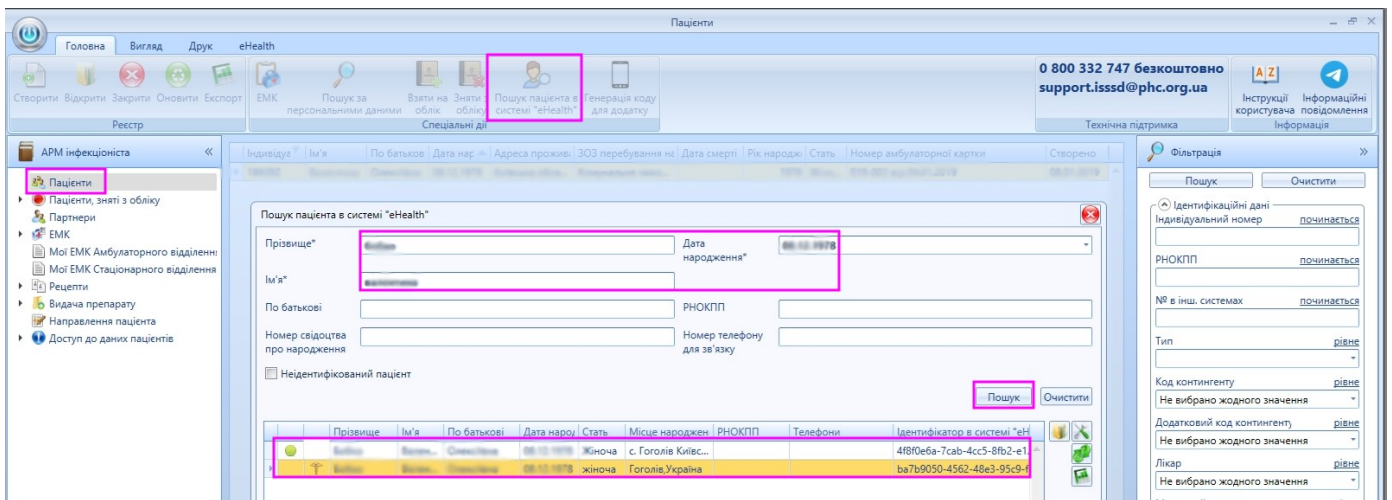 Пацієнти
Головна Вигляд Друк eHealth
Створити Відкрити Закрити Оновити Експорт
Реєстр
ЕМК
Пошук за персональними даними
Взяти на облік
Зняти з обліку
Пошук пацієнта в системі "eHealth"
Генерація коду для додатку
Спеціальні дії
0 800 332 747 безкоштовно
support.isssd@phc.org.ua
Технічна підтримка
Інструкції користувача
Інформаційні повідомлення
Інформація
АРМ інфекціоніста
Пацієнти
Пацієнти, зняті з обліку
Партнери
ЕМК
Мої ЕМК Амбулаторного відділенн
Мої ЕМК Стаціонарного відділення
Рецепти
Видача препарату
Направлення пацієнта
Доступ до даних пацієнтів
Індивідуа Ім'я По батьков Дата нар Адреса прожива ЗОЗ перебування на Дата смерті Рік народж Стать Номер амбулаторної картки Створено
Пошук пацієнта в системі "eHealth"
Прізвище*
Дата народження*
Ім'я*
По батькові
РНОКПП
Номер свідоцтва про народження
Номер телефону для зв'язку
Неідентифікований пацієнт
Пошук Очистити
Прізвище Ім'я По батькові Дата народ Стать Місце народжен РНОКПП Телефони Ідентифікатор в системі "eH
Жіноча с. Гоголів Київс... 4f8f0e6a-7cab-4cc5-8fb2-e1.
жіноча Гоголів,Україна ba7b9050-4562-48e3-95c9-f
Фільтрація
Пошук Очистити
Ідентифікаційні дані
Індивідуальний номер починається
РНОКПП починається
№ в інш. системах починається
Тип рівне
Код контингенту рівне
Не вибрано жодного значення
Додатковий код контингенту рівне
Не вибрано жодного значення
Лікар рівне
Не вибрано жодного значення